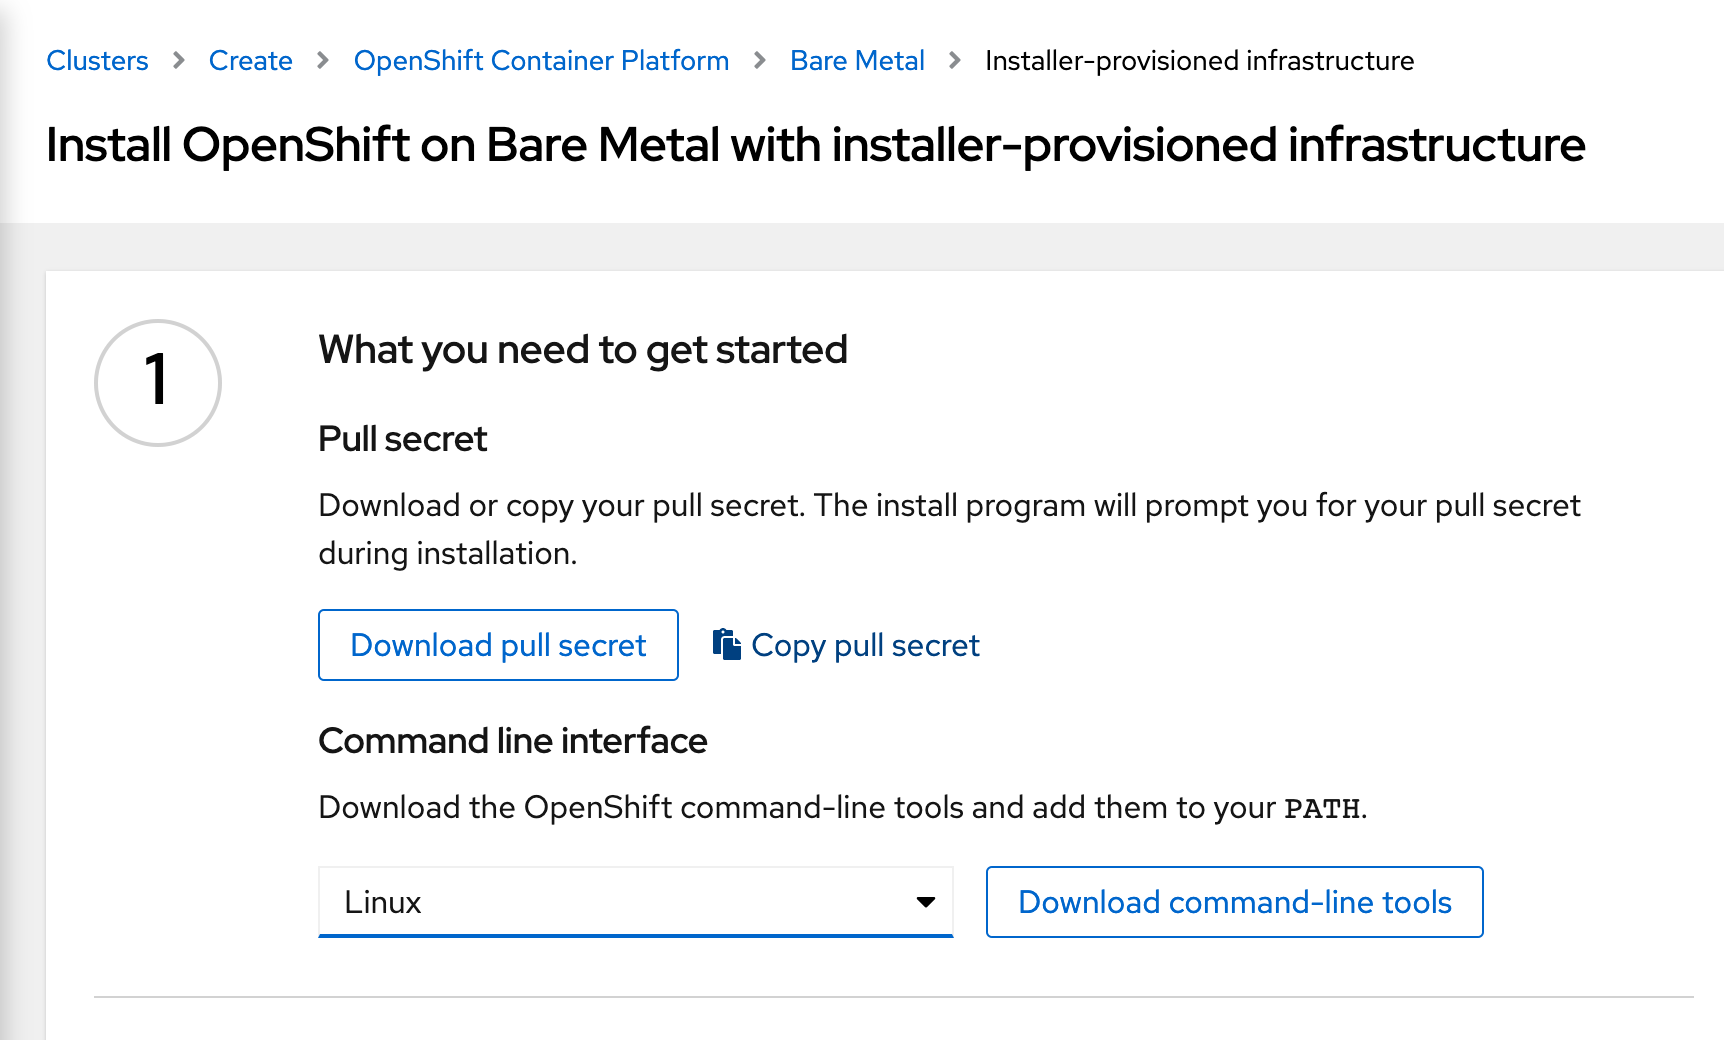 Clusters > Create > OpenShift Container Platform > Bare Metal > Installer-provisioned infrastructure
Install OpenShift on Bare Metal with installer-provisioned infrastructure
1
What you need to get started
Pull secret
Download or copy your pull secret. The install program will prompt you for your pull secret
during installation.
Download pull secret Copy pull secret
Command line interface
Download the OpenShift command-line tools and add them to your PATH.
Linux Download command-line tools